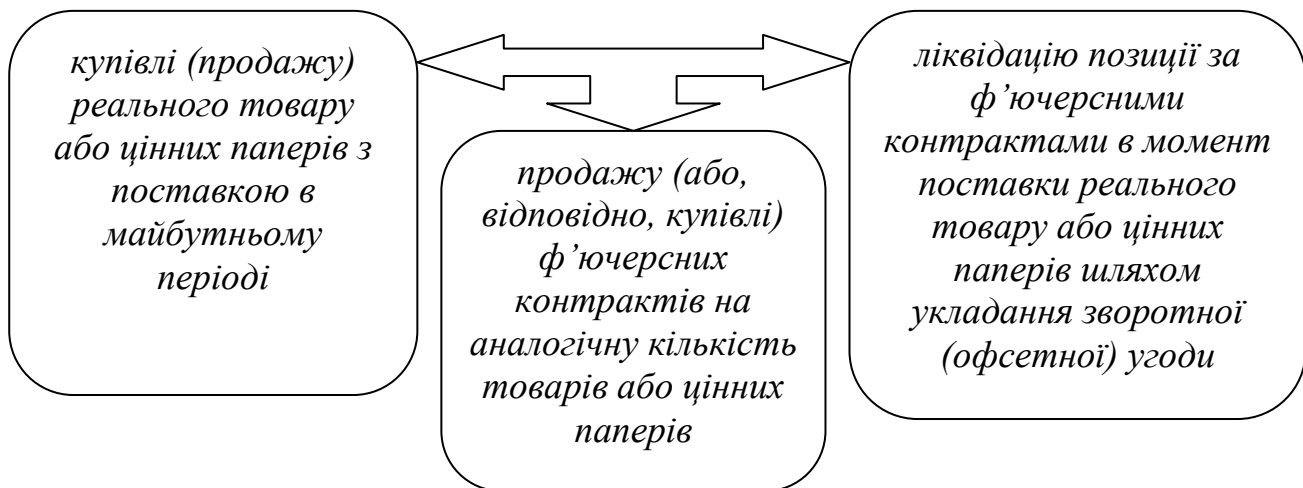 купівлі (продажу)
реального товару
або цінних паперів з
поставкою в
майбутньому
періоді
продажу (або,
відповідно, купівлі)
ф’ючерсних
контрактів на
аналогічну кількість
товарів або цінних
паперів
ліквідацію позиції за
ф’ючерсними
контрактами в момент
поставки реального
товару або цінних
паперів шляхом
укладання зворотної
(офсетної) угоди